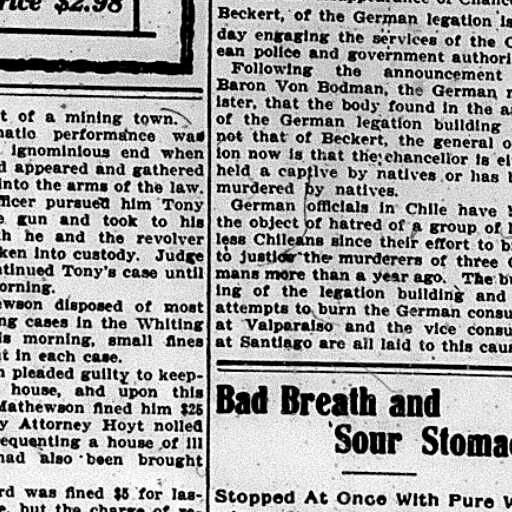 rice $2.98
t of a mining town.
matic performance was
ignominious end when
d appeared and gathered
into the arms of the law.
ficer pursued him Tony
e gun and took to his
h he and the revolver
ken into custody. Judge
tinued Tony's case until
orning.
ewson disposed of most
ng cases in the Whiting
is morning, small fines
t in each case.
n pleaded guilty to keep-
house, and upon this
Mathewson fined him $25
y Attorney Hoyt nolled
equenting a house of ill
had also been brought
rd was fined $5 for las-
e, but the charge of
Beckert, of the German legation is
day engaging the services of the C
ean police and government authori
Following the announcement
Baron Von Bodman, the German m
ister, that the body found in the a
of the German legation building
not that of Beckert, the general o
ion now is that the chancellor is ei
held a captive by natives or has b
murdered by natives.
German officials in Chile have
the object of hatred of a group of
less Chileans since their effort to b
to justice the murderers of three G
mans more than a year ago. The bu
ing of the legation building and
attempts to burn the German consu
at Valparaiso and the vice consu
at Santiago are all laid to this caus
Bad Breath and
Sour Stomac
Stopped At Once With Pure W